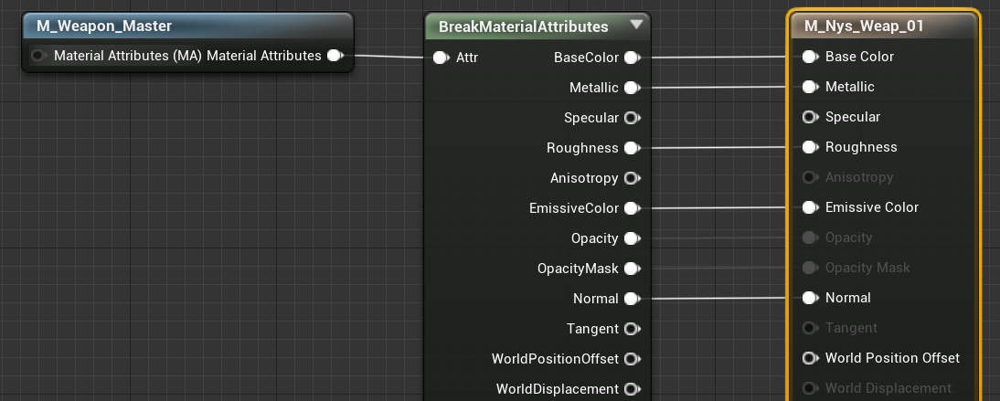 M_Weapon_Master
Material Attributes (MA) Material Attributes
BreakMaterialAttributes
Attr
BaseColor
Metallic
Specular
Roughness
Anisotropy
EmissiveColor
Opacity
OpacityMask
Normal
Tangent
WorldPositionOffset
WorldDisplacement
M_Nys_Weap_01
Base Color
Metallic
Specular
Roughness
Anisotropy
Emissive Color
Opacity
Opacity Mask
Normal
Tangent
World Position Offset
World Displacement